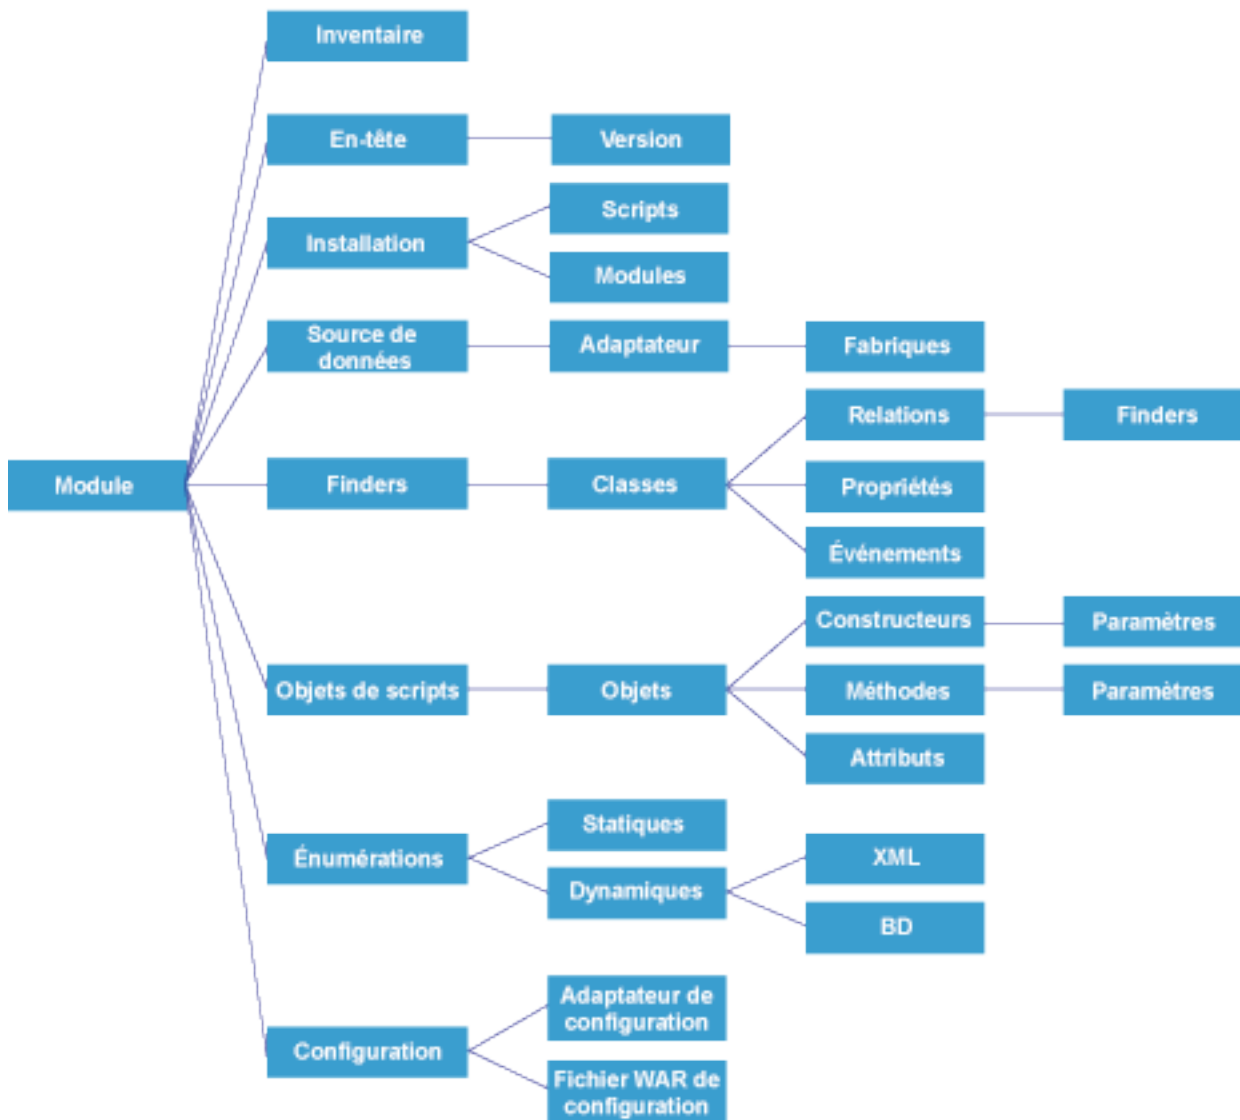 Inventaire
En-tête
Version
Scripts
Installation
Modules
Source de
données
Adaptateur
Fabriques
Relations
Finders
Module
Finders
Classes
Propriétés
Événements
Constructeurs
Paramètres
Objets de scripts
Objets
Méthodes
Paramètres
Attributs
Statiques
Énumérations
XML
Dynamiques
BD
Adaptateur de
configuration
Configuration
Fichier WAR de
configuration